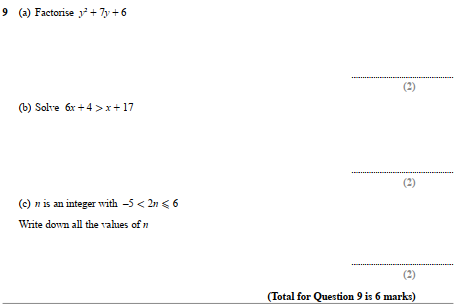 9 (a) Factorise y² + 7y + 6
(2)
(b) Solve 6x + 4 > x + 17
(2)
(c) n is an integer with –5 < 2n ⩽ 6
Write down all the values of n
(2)
(Total for Question 9 is 6 marks)